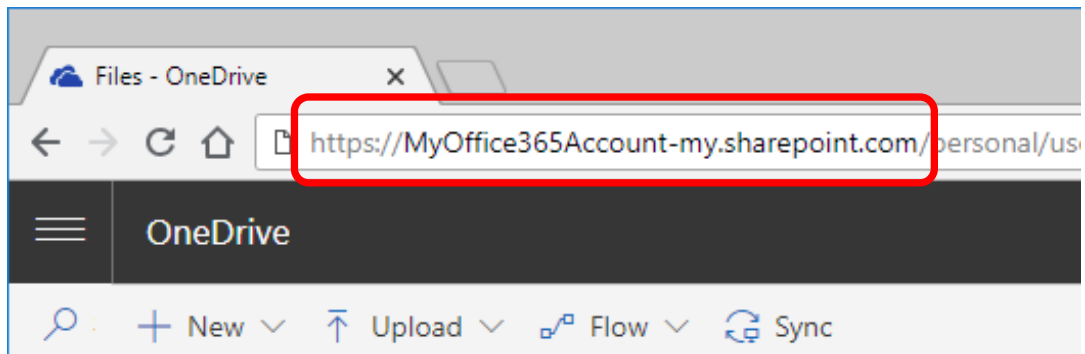 Files - OneDrive
https://MyOffice365Account-my.sharepoint.com/personal/us
OneDrive
New Upload Flow Sync